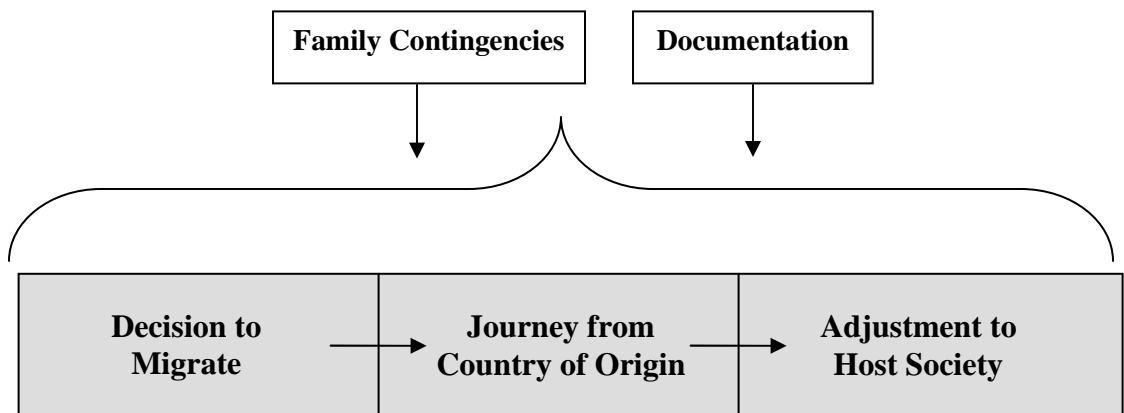 Family Contingencies
Documentation
Decision to
Migrate
Journey from
Country of Origin
Adjustment to
Host Society